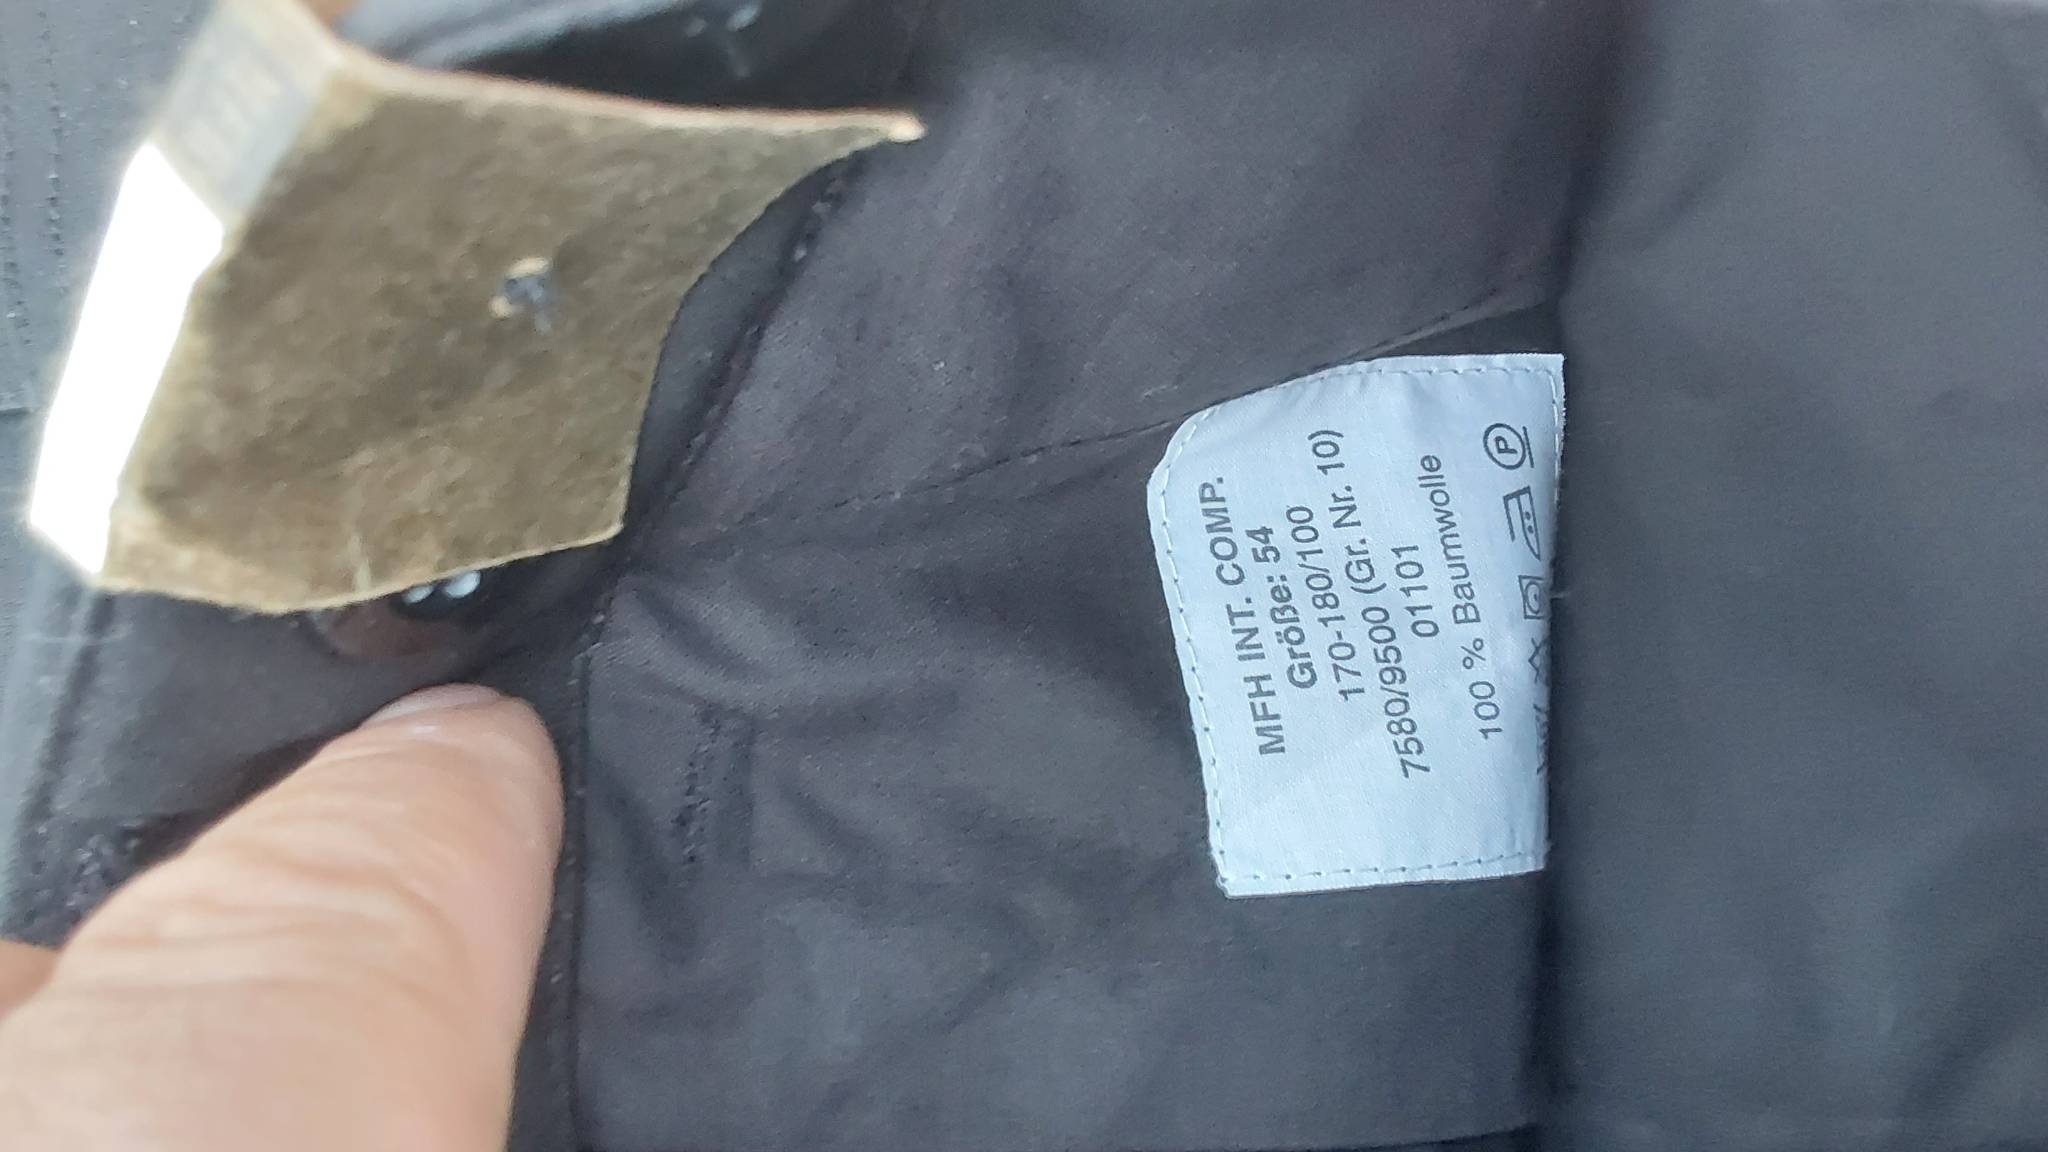 MFH INT. COMP.
Größe: 54
170-180/100
7580/9500 (Gr. Nr. 10)
01101
100 % Baumwolle
P